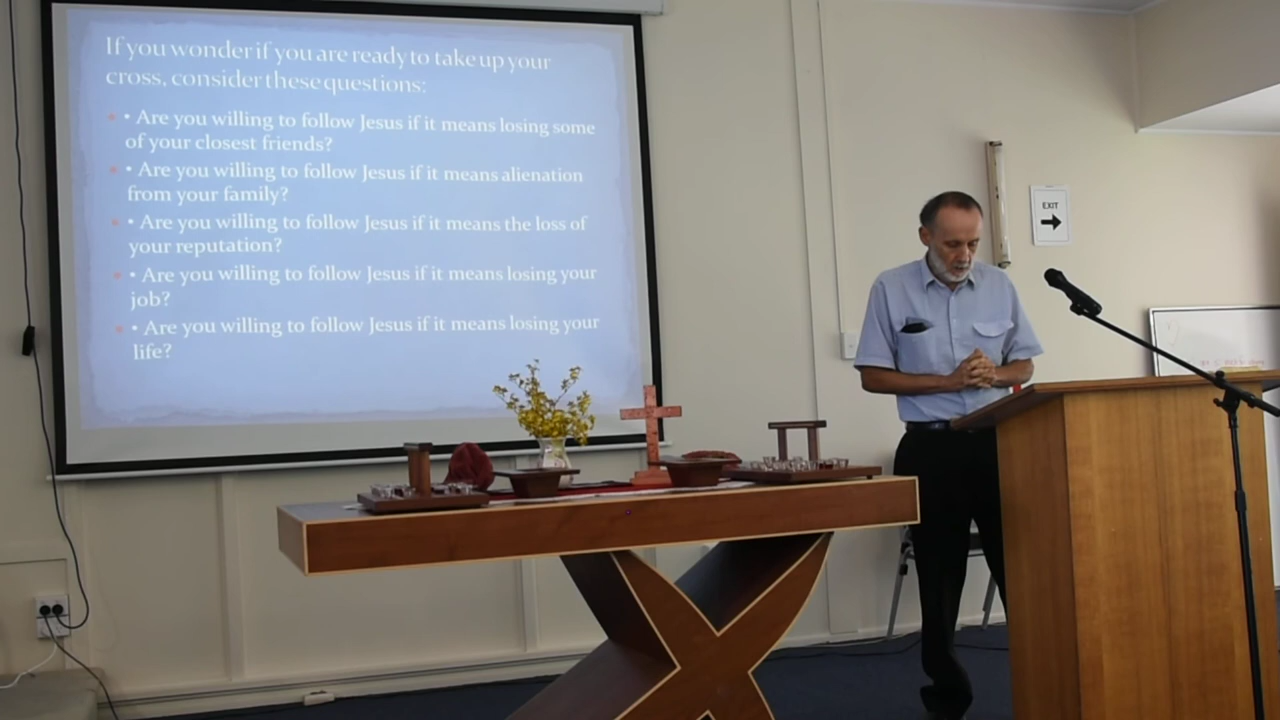 If you wonder if you are ready to take up your
cross, consider these questions:
• Are you willing to follow Jesus if it means losing some
of your closest friends?
• Are you willing to follow Jesus if it means alienation
from your family?
• Are you willing to follow Jesus if it means the loss of
your reputation?
• Are you willing to follow Jesus if it means losing your
job?
• Are you willing to follow Jesus if it means losing your
life?
EXIT